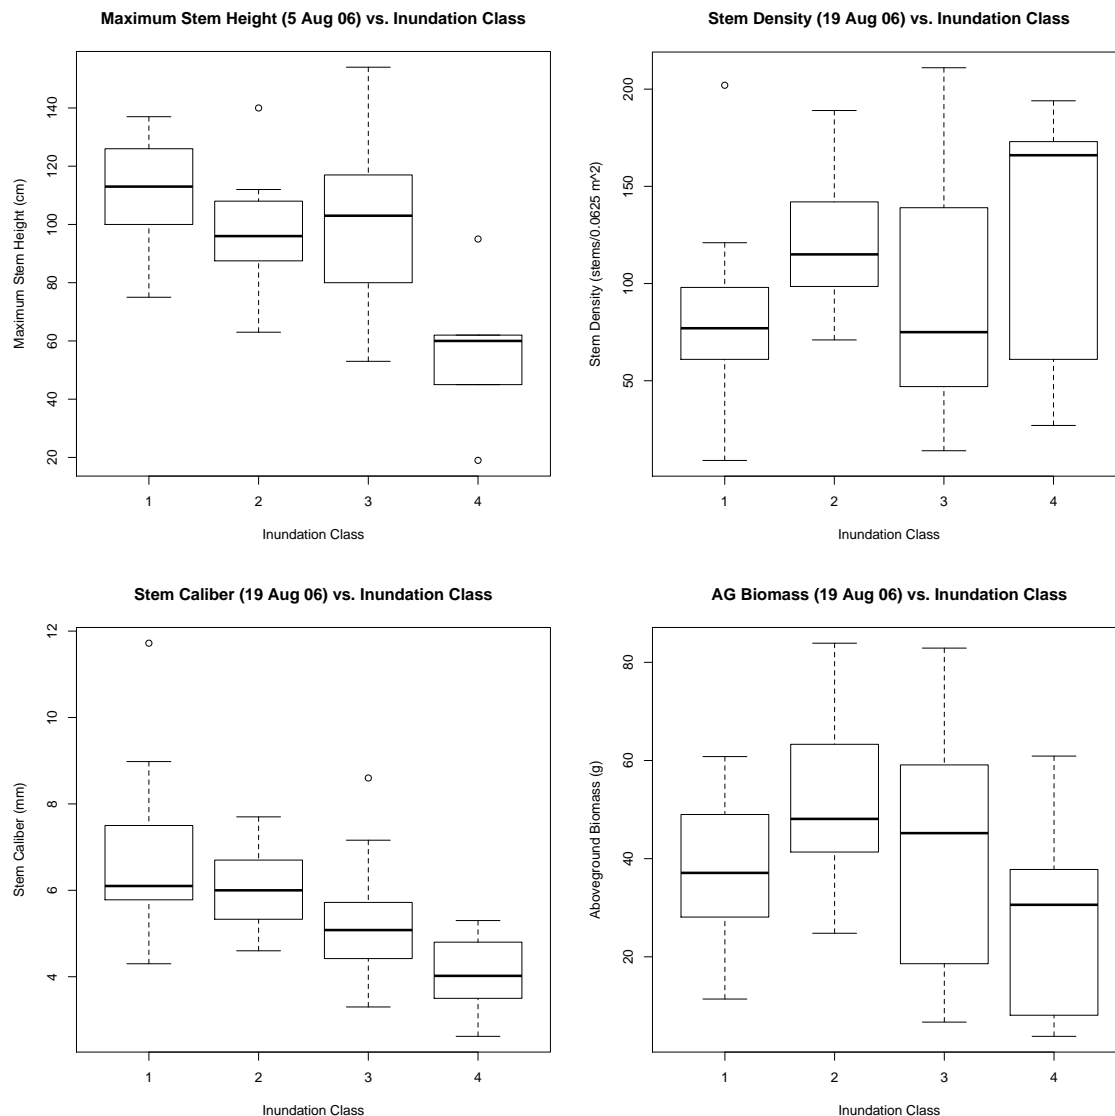 Maximum Stem Height (5 Aug 06) vs. Inundation Class
Maximum Stem Height (cm)
140
120
100
80
60
40
20
1 2 3 4
Inundation Class
Stem Density (19 Aug 06) vs. Inundation Class
Stem Density (stems/0.0625 m^2)
200
150
100
50
1 2 3 4
Inundation Class
Stem Caliber (19 Aug 06) vs. Inundation Class
Stem Caliber (mm)
12
10
8
6
4
1 2 3 4
Inundation Class
AG Biomass (19 Aug 06) vs. Inundation Class
Aboveground Biomass (g)
80
60
40
20
1 2 3 4
Inundation Class